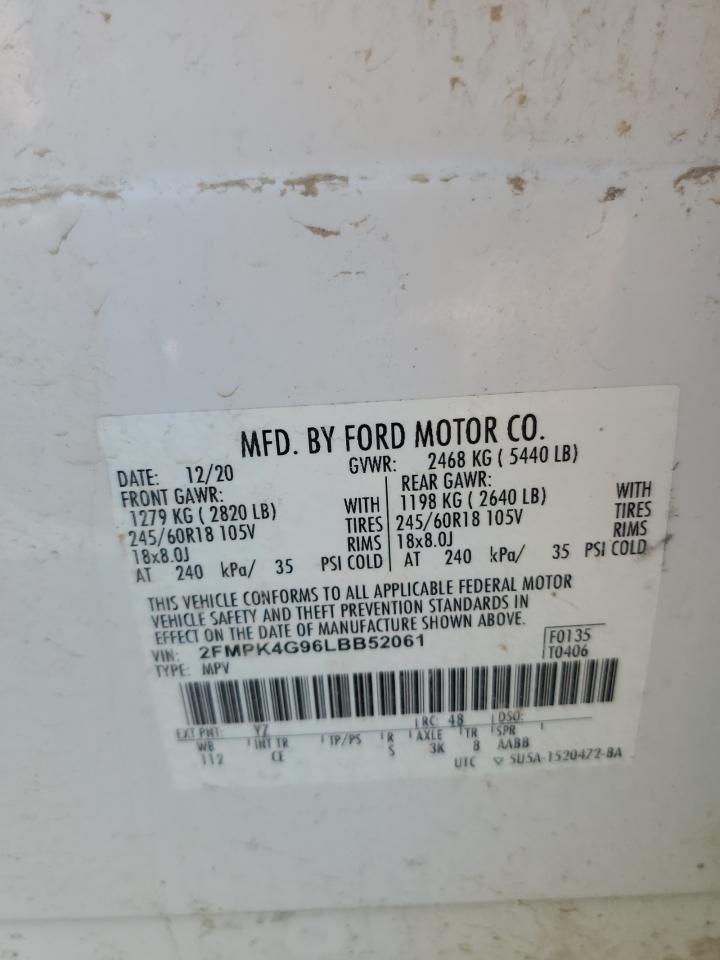 MFD. BY FORD MOTOR CO.
DATE: 12/20 GVWR: 2468 KG ( 5440 LB)
FRONT GAWR: REAR GAWR:
1279 KG ( 2820 LB) WITH 1198 KG ( 2640 LB) WITH
245/60R18 105V TIRES 245/60R18 105V TIRES
18x8.0J RIMS 18x8.0J RIMS
AT 240 kPa/ 35 PSI COLD AT 240 kPa/ 35 PSI COLD
THIS VEHICLE CONFORMS TO ALL APPLICABLE FEDERAL MOTOR
VEHICLE SAFETY AND THEFT PREVENTION STANDARDS IN
EFFECT ON THE DATE OF MANUFACTURE SHOWN ABOVE.
VIN: 2FMPK4G96LBB52061 F0135
TYPE: MPV T0406
EXT PNT: YZ RC: 48 DSO:
WB INT TR TP/PS R AXLE TR SPR
112 CE S 3K 8 AABB
UTC 5U5A-1520472-BA